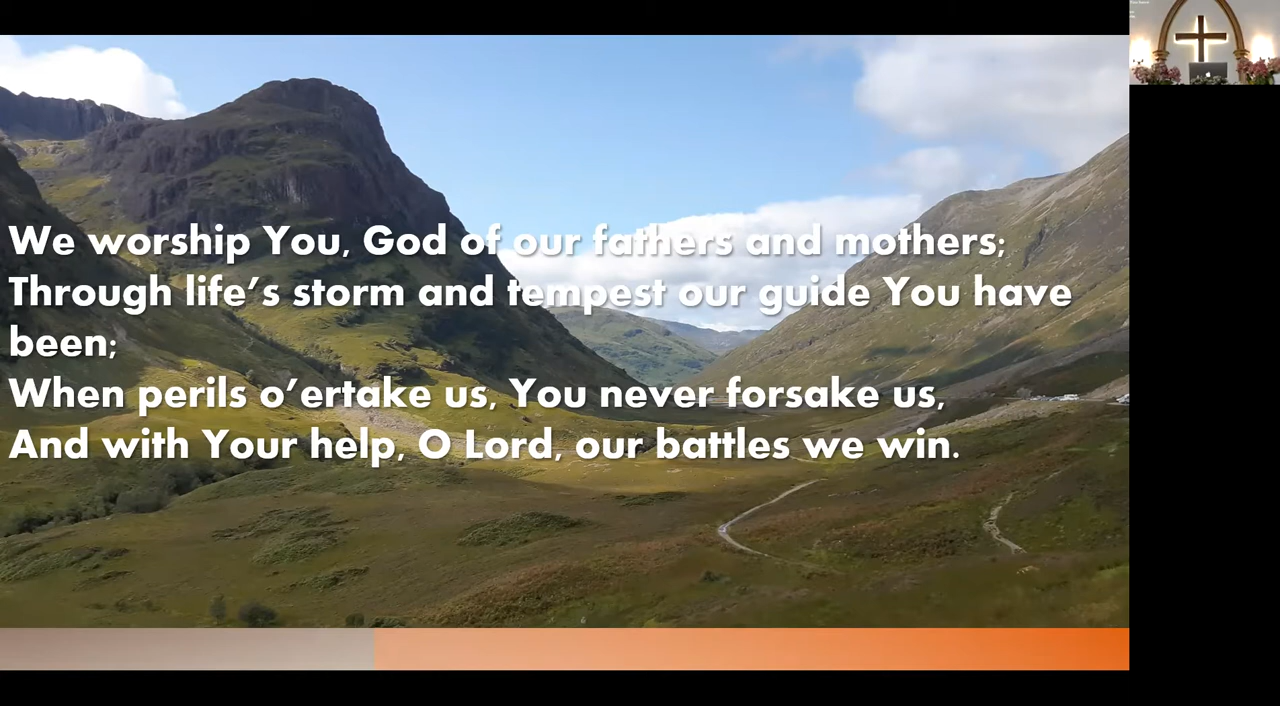 We worship You, God of our fathers and mothers;
Through life's storm and tempest our guide You have
been;
When perils o'ertake us, You never forsake us,
And with Your help, O Lord, our battles we win.